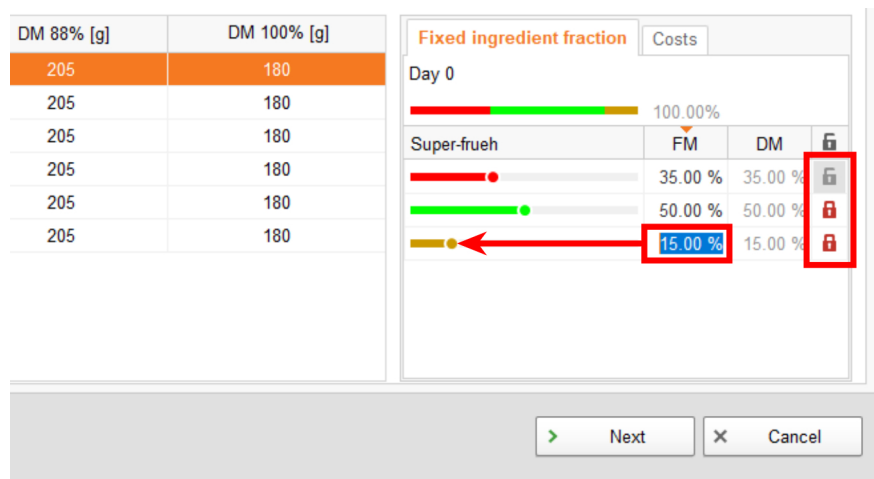 DM 88% [g] DM 100% [g]
205 180
205 180
205 180
205 180
205 180
205 180
Fixed ingredient fraction Costs
Day 0
100.00%
Super-frueh FM DM
35.00 % 35.00 %
50.00 % 50.00 %
15.00 % 15.00 %
Next Cancel